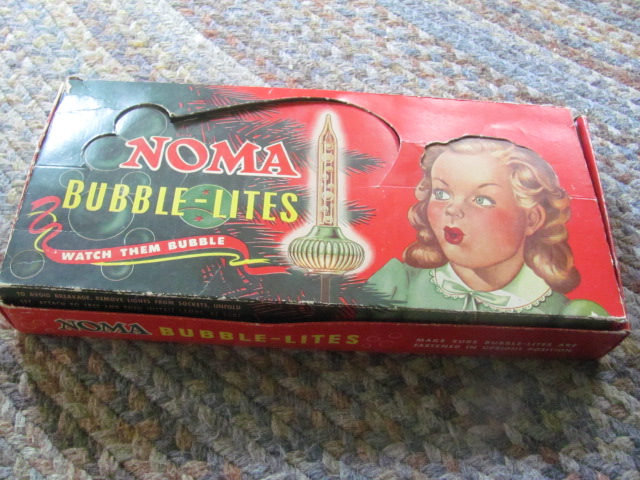 NOMA
BUBBLE-LITES
WATCH THEM BUBBLE
TO AVOID BREAKAGE, REMOVE LIGHTS FROM SOCKETS, UNFOLD
NOMA BUBBLE-LITES
MAKE SURE BUBBLE-LITES ARE
FASTENED IN UPRIGHT POSITION